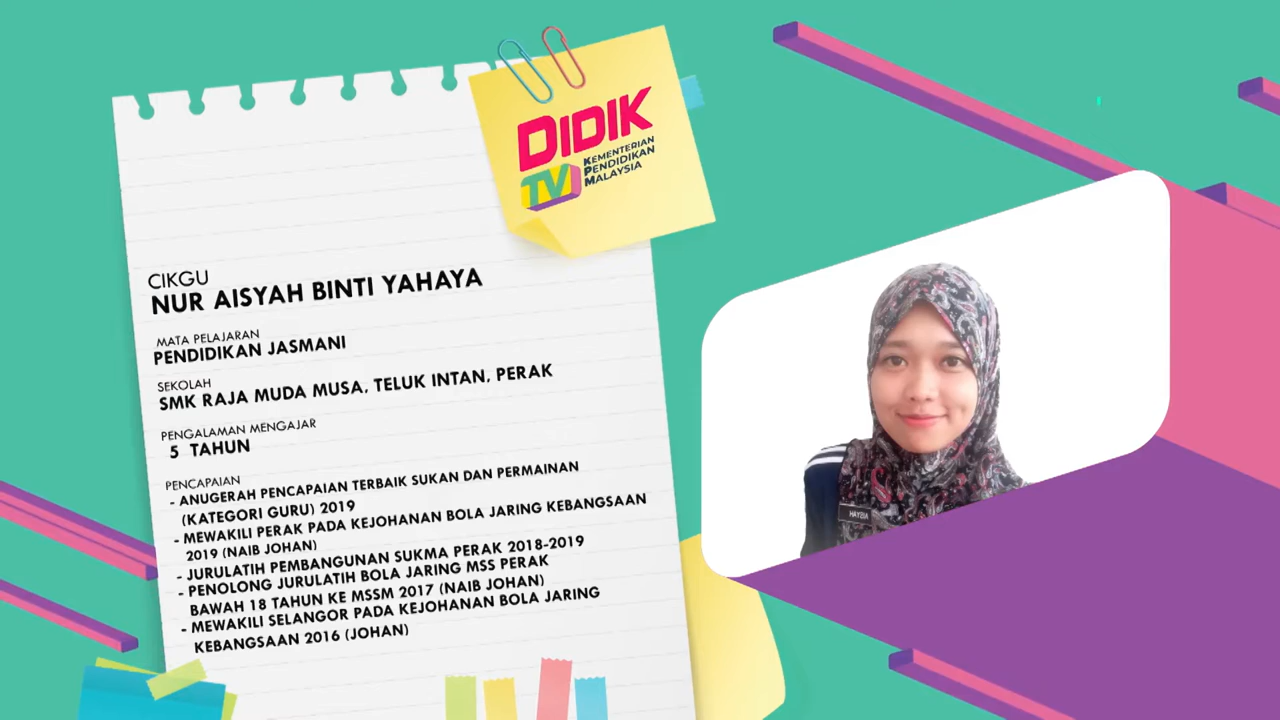 DIDIK
TV
KEMENTERIAN
PENDIDIKAN
MALAYSIA
CIKGU
NUR AISYAH BINTI YAHAYA
MATA PELAJARAN
PENDIDIKAN JASMANI
SEKOLAH
SMK RAJA MUDA MUSA, TELUK INTAN, PERAK
PENGALAMAN MENGAJAR
5 TAHUN
PENCAPAIAN
- ANUGERAH PENCAPAIAN TERBAIK SUKAN DAN PERMAINAN
(KATEGORI GURU) 2019
- MEWAKILI PERAK PADA KEJOHANAN BOLA JARING KEBANGSAAN
2019 (NAIB JOHAN)
- JURULATIH PEMBANGUNAN SUKMA PERAK 2018-2019
- PENOLONG JURULATIH BOLA JARING MSS PERAK
BAWAH 18 TAHUN KE MSSM 2017 (NAIB JOHAN)
- MEWAKILI SELANGOR PADA KEJOHANAN BOLA JARING
KEBANGSAAN 2016 (JOHAN)
AISYAH